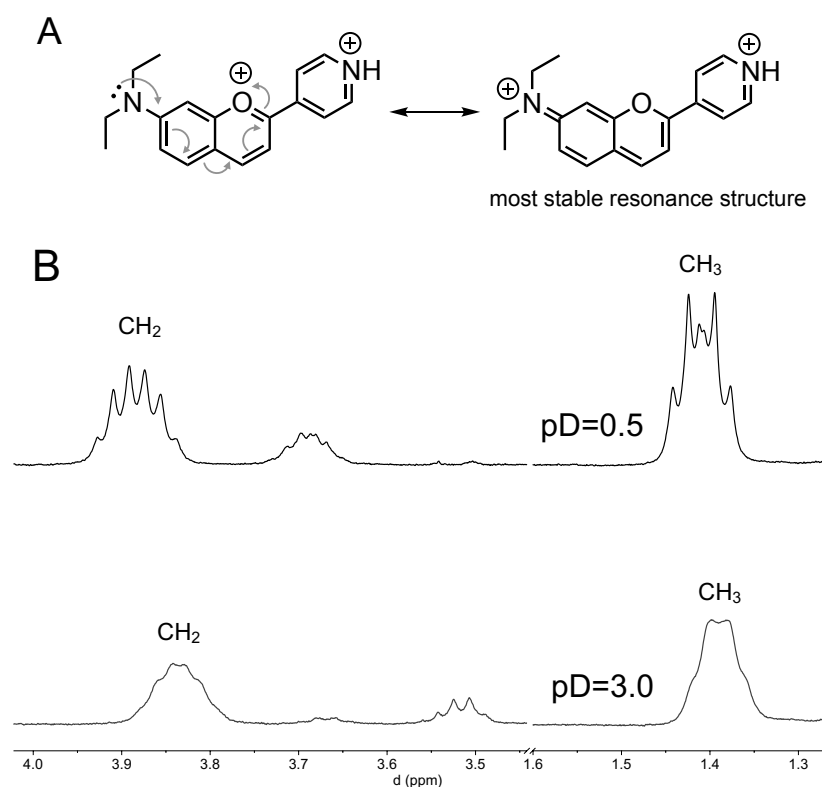 A
N
O
NH
N
O
NH
most stable resonance structure
B
CH₂
CH₃
pD=0.5
CH₂
CH₃
pD=3.0
4.0 3.9 3.8 3.7 3.6 3.5 1.6 1.5 1.4 1.3
d (ppm)